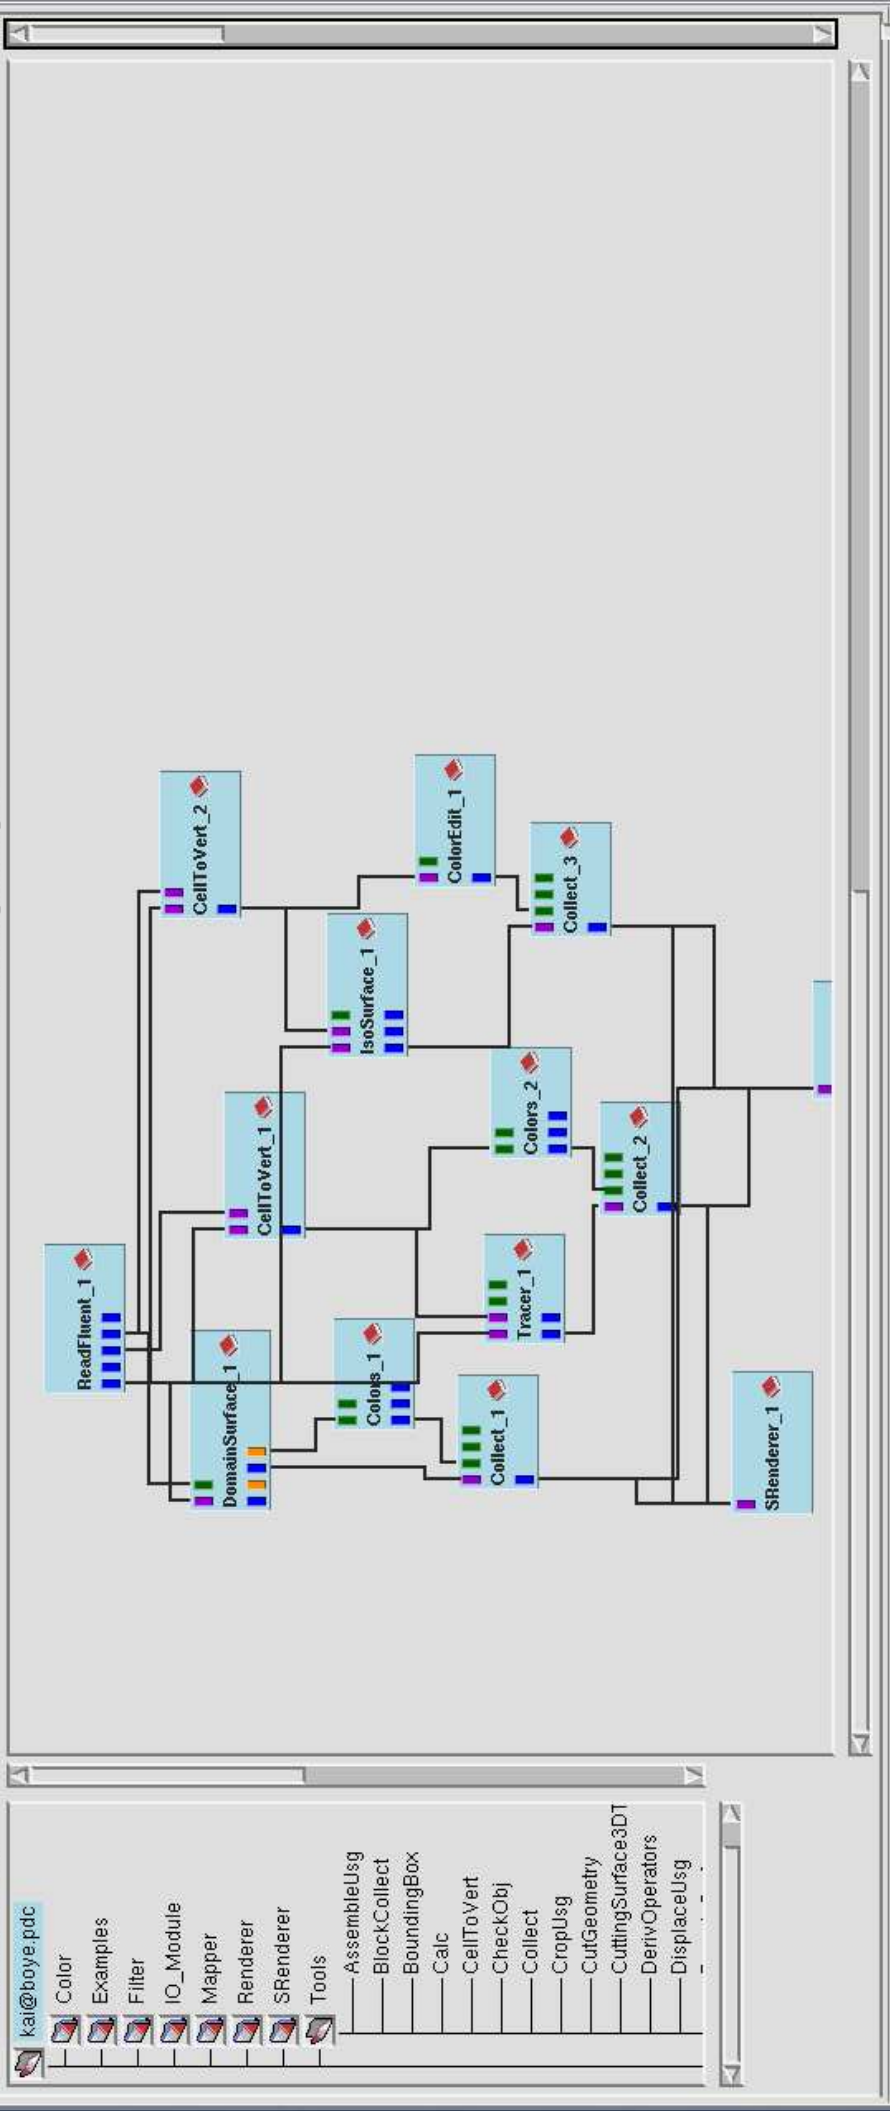 kai@boye.pdc
Color
Examples
Filter
IO_Module
Mapper
Renderer
SRenderer
Tools
AssembleUsg
BlockCollect
BoundingBox
Calc
CellToVert
CheckObj
Collect
CropUsg
CutGeometry
CuttingSurface3DT
DerivOperators
DisplaceUsg
ReadFluent_1
CellToVert_2
DomainSurface_1
CellToVert_1
IsoSurface_1
Colors_1
ColorEdit_1
Collect_1
Tracer_1
Colors_2
Collect_3
Collect_2
SRenderer_1